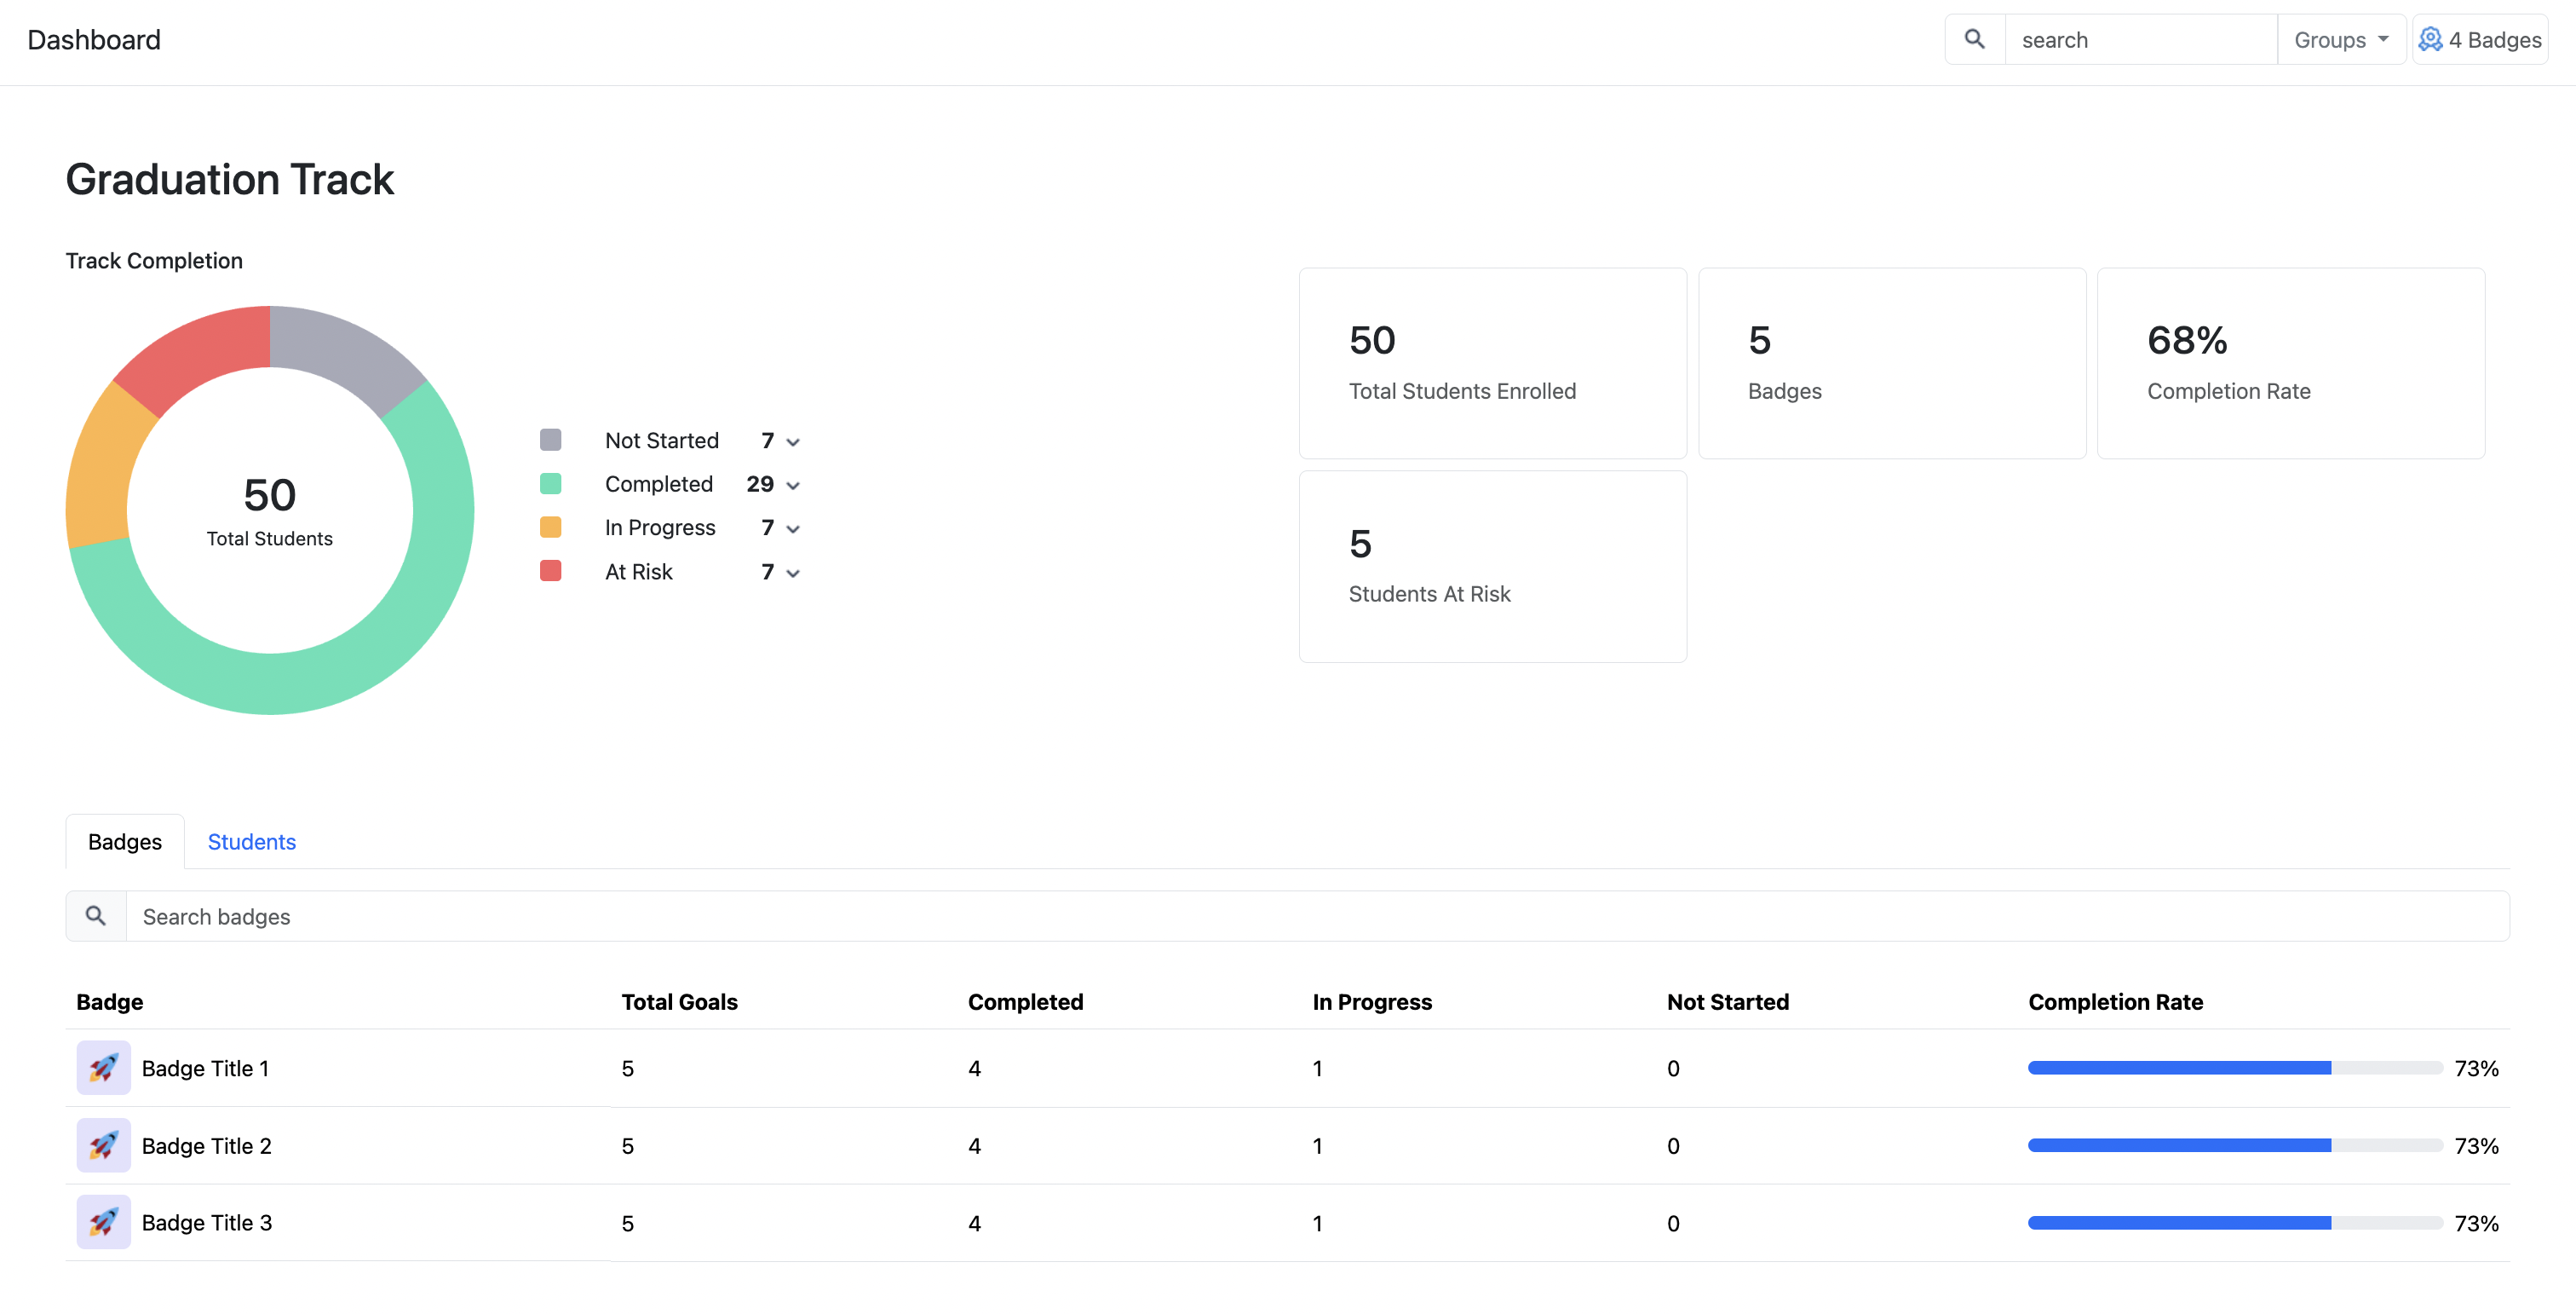 Dashboard
search
Groups
4 Badges
Graduation Track
Track Completion
50
Total Students
Not Started 7
Completed 29
In Progress 7
At Risk 7
50
Total Students Enrolled
5
Badges
68%
Completion Rate
5
Students At Risk
Badges Students
Search badges
Badge Total Goals Completed In Progress Not Started Completion Rate
Badge Title 1 5 4 1 0 73%
Badge Title 2 5 4 1 0 73%
Badge Title 3 5 4 1 0 73%